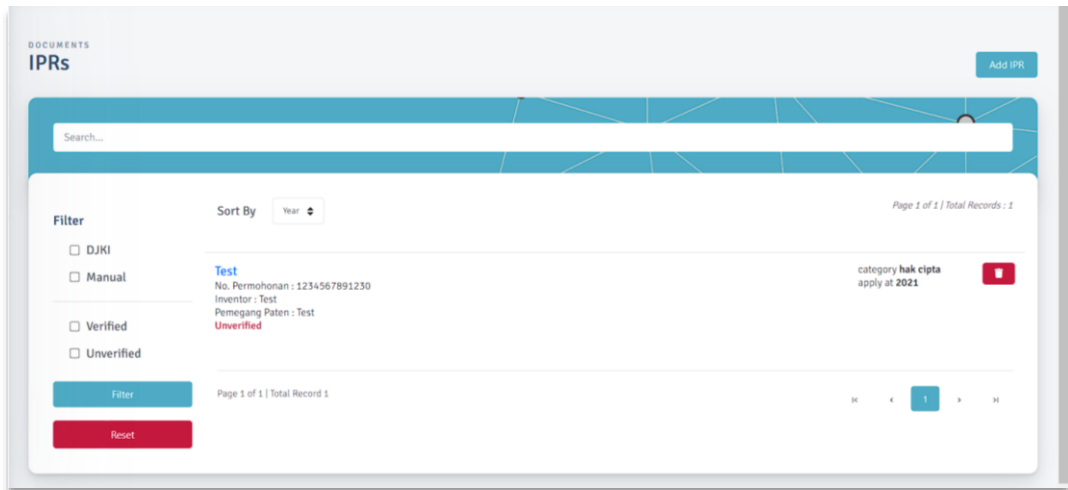 DOCUMENTS
IPRs
Add IPR
Search...
Filter
DJKI
Manual
Verified
Unverified
Filter
Reset
Sort By Year
Page 1 of 1 | Total Records : 1
Test
No. Permohonan : 1234567891230
Inventor : Test
Pemegang Paten : Test
Unverified
category hak cipta
apply at 2021
Page 1 of 1 | Total Record 1
1